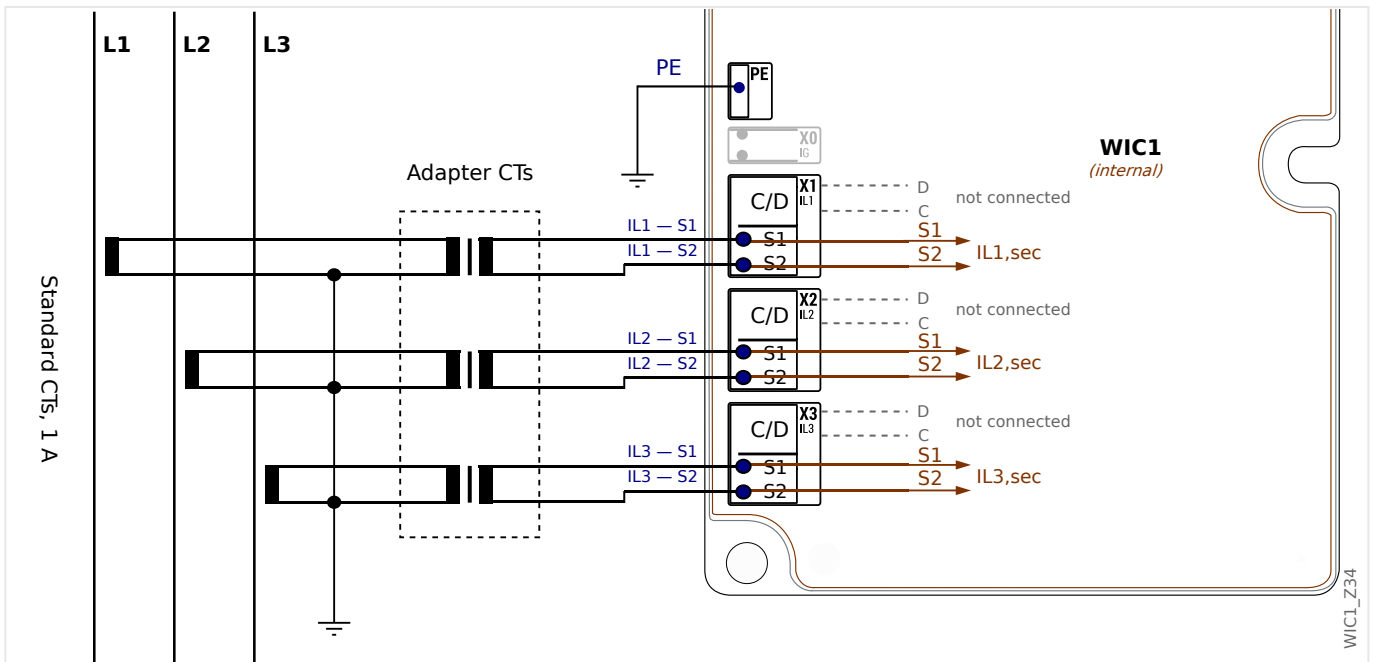 L1
L2
L3
PE
PE
X0
IG
WIC1
(internal)
Adapter CTs
C/D
X1
IL1
D
not connected
C
IL1 — S1
S1
S1
IL1 — S2
S2
S2
IL1,sec
C/D
X2
IL2
D
not connected
C
IL2 — S1
S1
S1
IL2 — S2
S2
S2
IL2,sec
C/D
X3
IL3
D
not connected
C
IL3 — S1
S1
S1
IL3 — S2
S2
S2
IL3,sec
Standard CTs, 1 A
WIC1_Z34